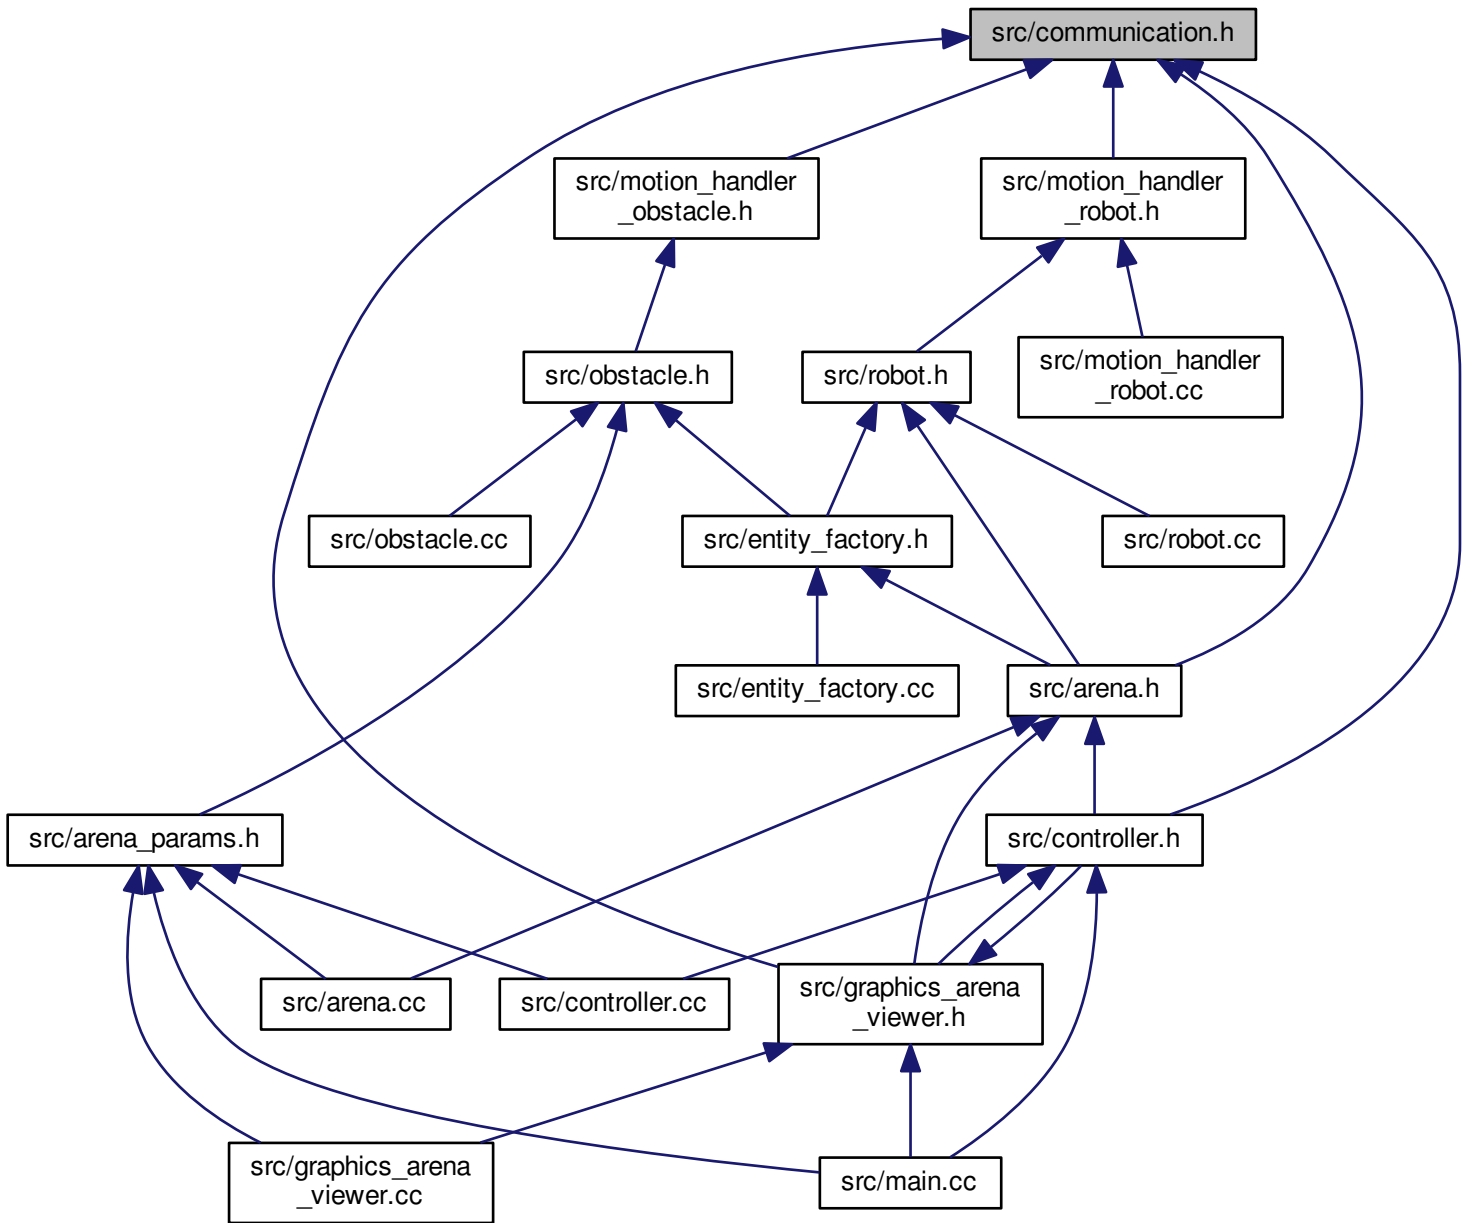 src/communication.h
src/motion_handler
_obstacle.h
src/motion_handler
_robot.h
src/motion_handler
_robot.cc
src/obstacle.h
src/robot.h
src/obstacle.cc
src/entity_factory.h
src/robot.cc
src/entity_factory.cc
src/arena.h
src/arena_params.h
src/controller.h
src/arena.cc
src/controller.cc
src/graphics_arena
_viewer.h
src/graphics_arena
_viewer.cc
src/main.cc